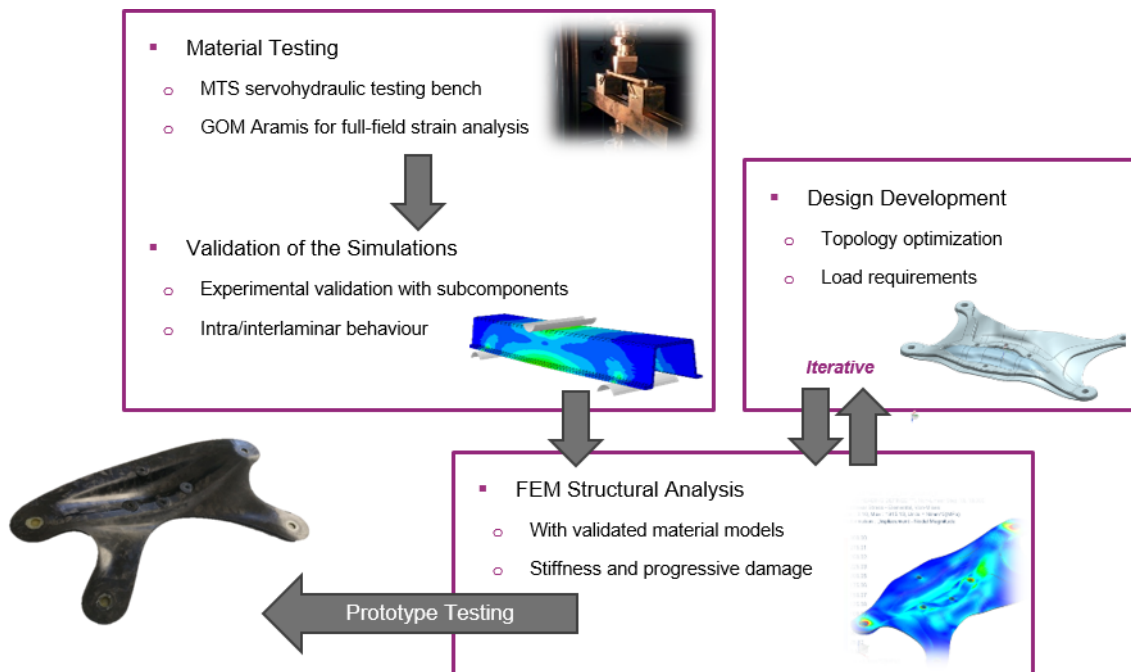 Material Testing
MTS servohydraulic testing bench
GOM Aramis for full-field strain analysis
Validation of the Simulations
Experimental validation with subcomponents
Intra/interlaminar behaviour
Design Development
Topology optimization
Load requirements
Iterative
FEM Structural Analysis
With validated material models
Stiffness and progressive damage
Prototype Testing